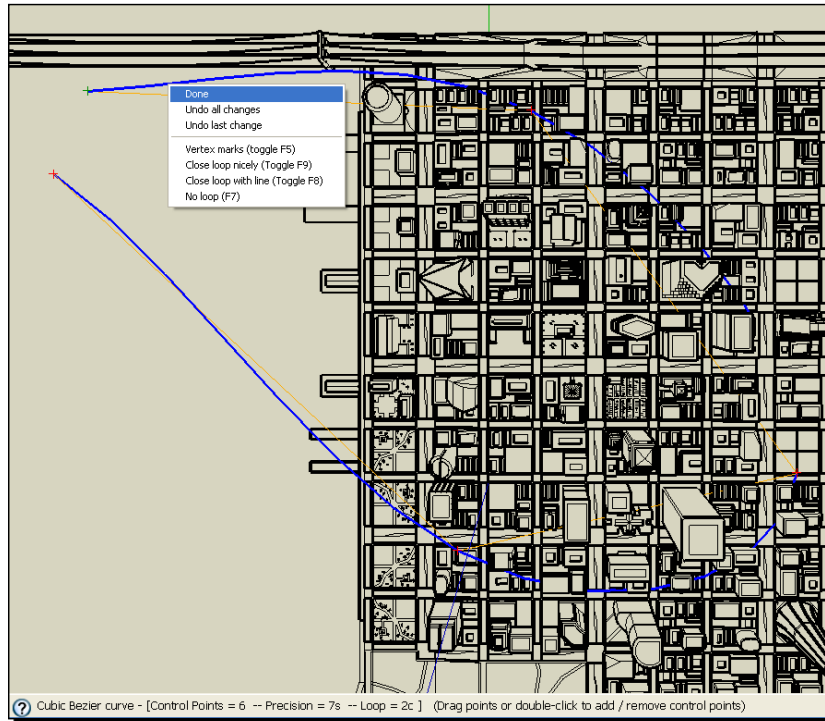 Done
Undo all changes
Undo last change
Vertex marks (toggle F5)
Close loop nicely (Toggle F9)
Close loop with line (Toggle F8)
No loop (F7)
Cubic Bezier curve - [Control Points = 6 -- Precision = 7s -- Loop = 2c ] (Drag points or double-click to add / remove control points)